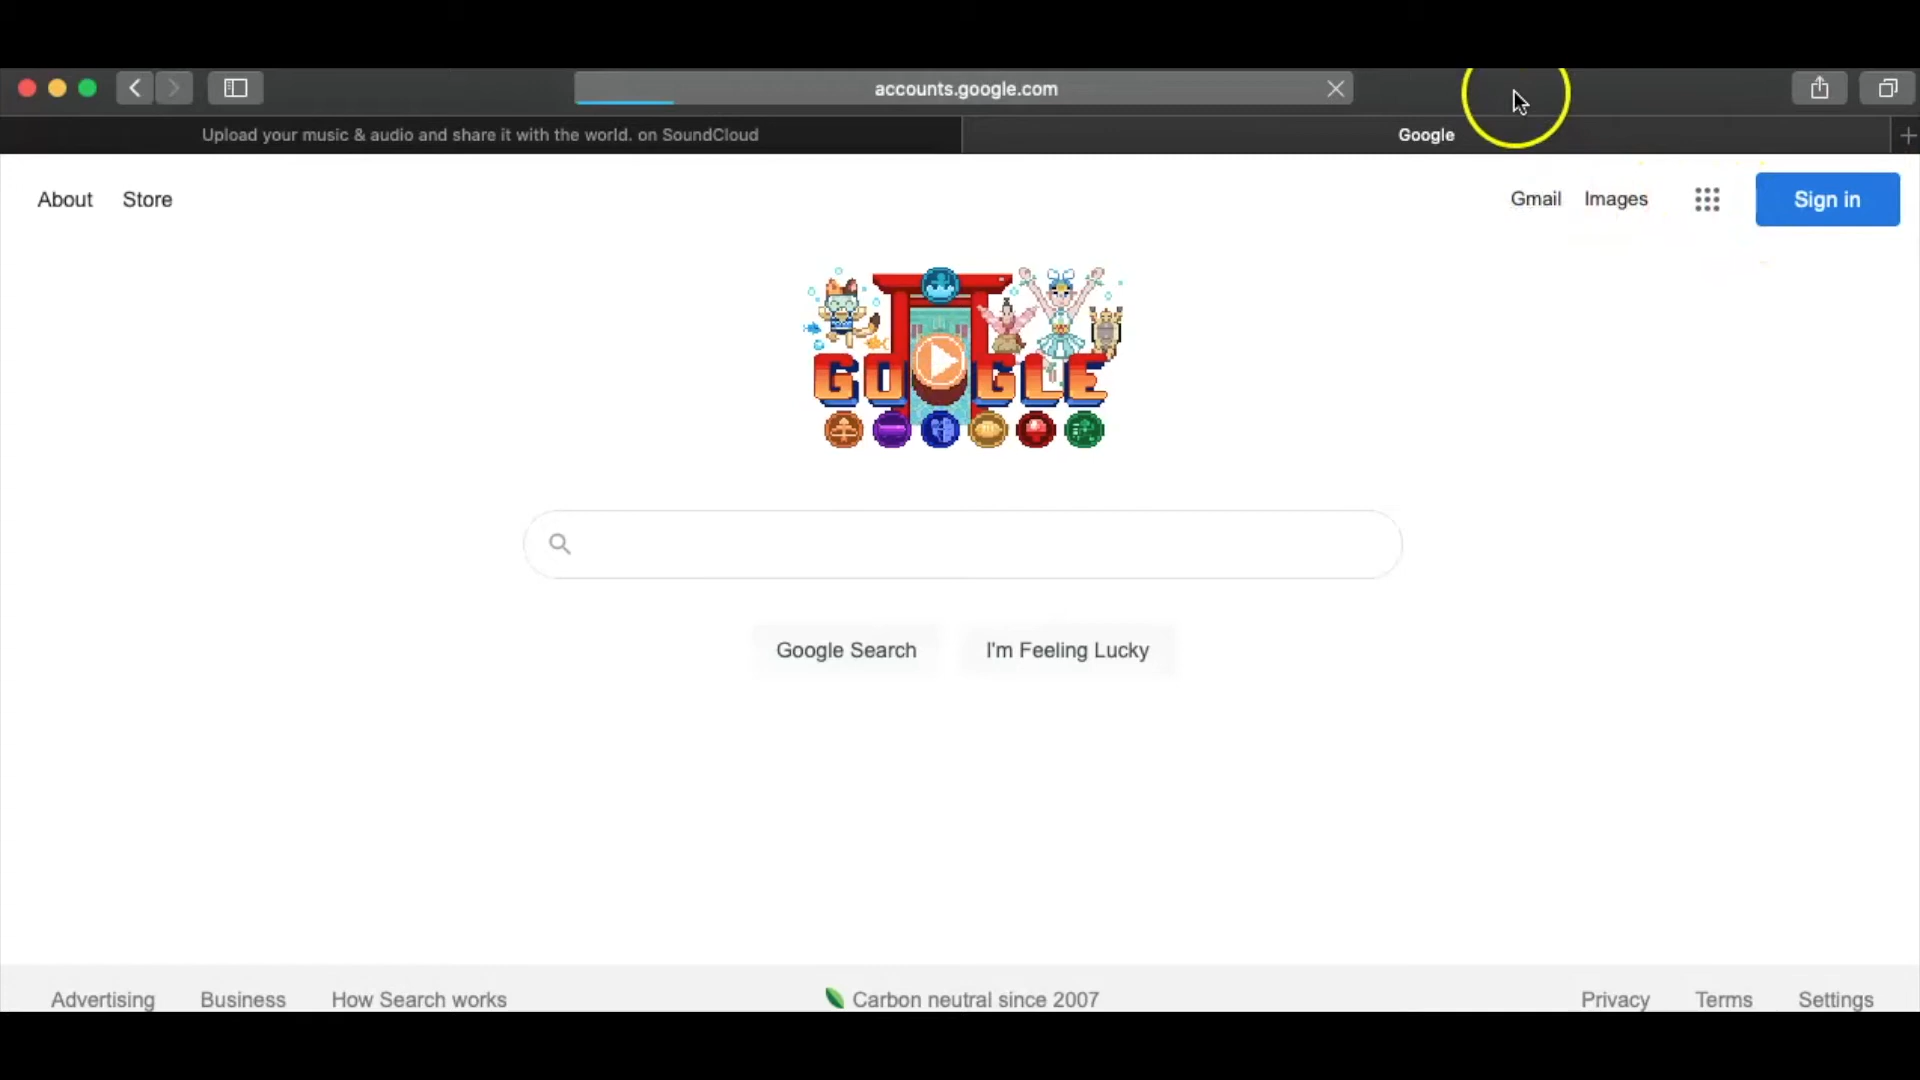 accounts.google.com
Upload your music & audio and share it with the world. on SoundCloud
Google
About Store
Gmail Images Sign in
GOOGLE
Google Search I'm Feeling Lucky
Advertising Business How Search works Carbon neutral since 2007 Privacy Terms Settings